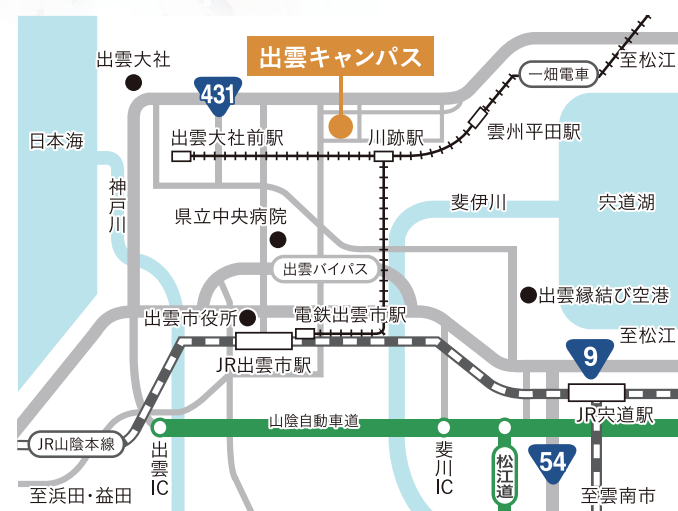 出雲キャンパス
出雲大社
至松江
一畑電車
431
出雲大社前駅
川跡駅
雲州平田駅
日本海
神戸川
県立中央病院
斐伊川
宍道湖
出雲バイパス
出雲縁結び空港
出雲市役所
電鉄出雲市駅
至松江
JR出雲市駅
9
JR宍道駅
山陰自動車道
JR山陰本線
出雲IC
斐川IC
松江道
54
至浜田・益田
至雲南市